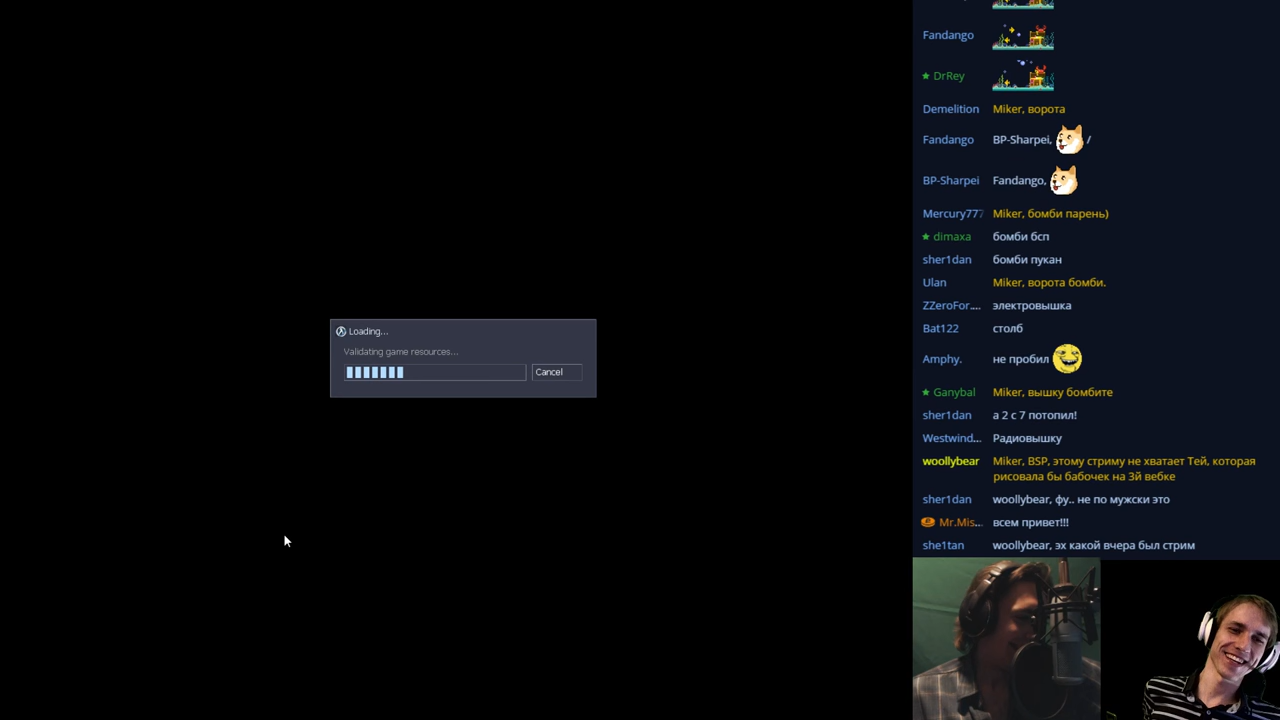 Fandango
DrRey
Demelition Miker, ворота
Fandango BP-Sharpei, /
BP-Sharpei Fandango,
Mercury777 Miker, бомби парень)
dimaxa бомби бсп
sher1dan бомби пукан
Ulan Miker, ворота бомби.
ZZeroFor.... электровышка
Bat122 столб
Amphy. не пробил
Ganybal Miker, вышку бомбите
sher1dan а 2 с 7 потопил!
Westwind... Радиовышку
woollybear Miker, BSP, этому стриму не хватает Тей, которая
рисовала бы бабочек на 3й вебке
sher1dan woollybear, фу.. не по мужски это
Mr.Mis... всем привет!!!
she1tan woollybear, эх какой вчера был стрим
Loading...
Validating game resources...
Cancel